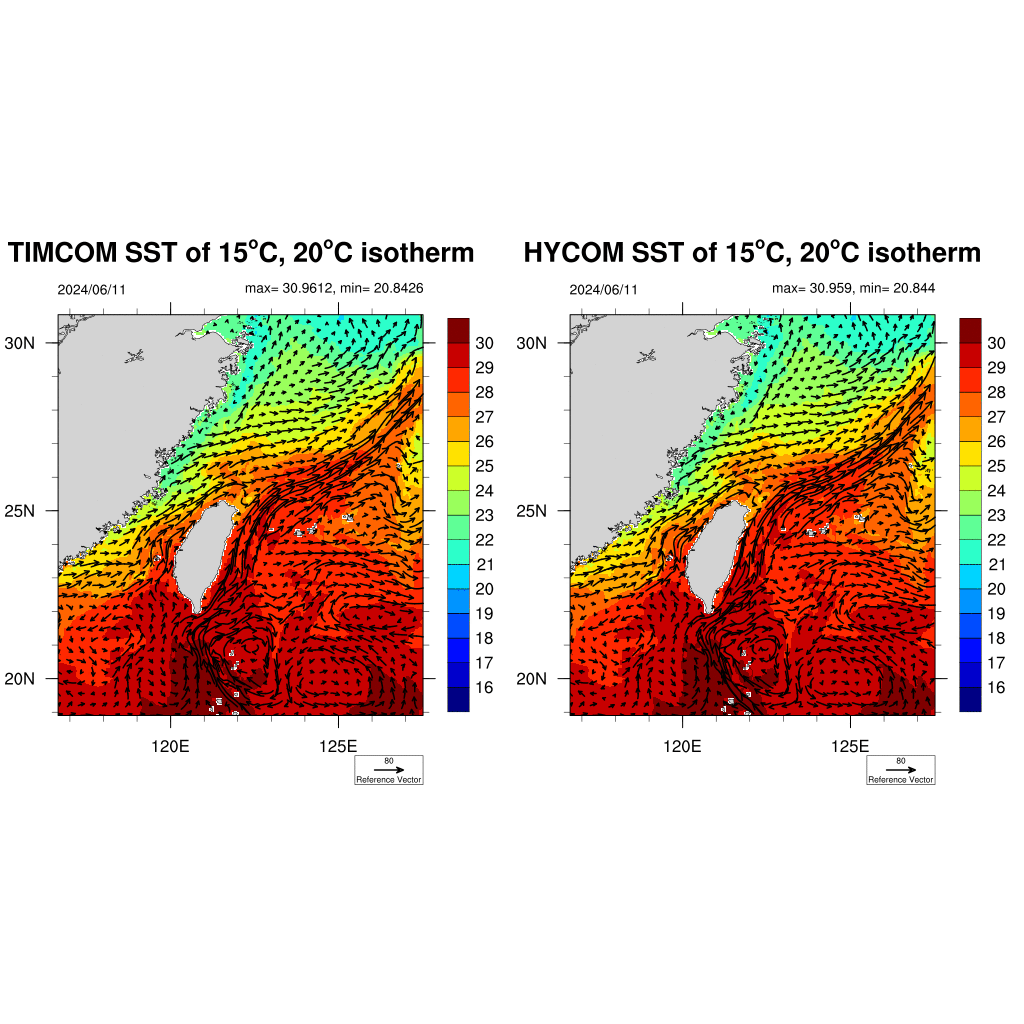 TIMCOM SST of 15°C, 20°C isotherm
2024/06/11 max= 30.9612, min= 20.8426
30N
25N
20N
120E 125E
30
29
28
27
26
25
24
23
22
21
20
19
18
17
16
80
Reference Vector
HYCOM SST of 15°C, 20°C isotherm
2024/06/11 max= 30.959, min= 20.844
30N
25N
20N
120E 125E
30
29
28
27
26
25
24
23
22
21
20
19
18
17
16
80
Reference Vector